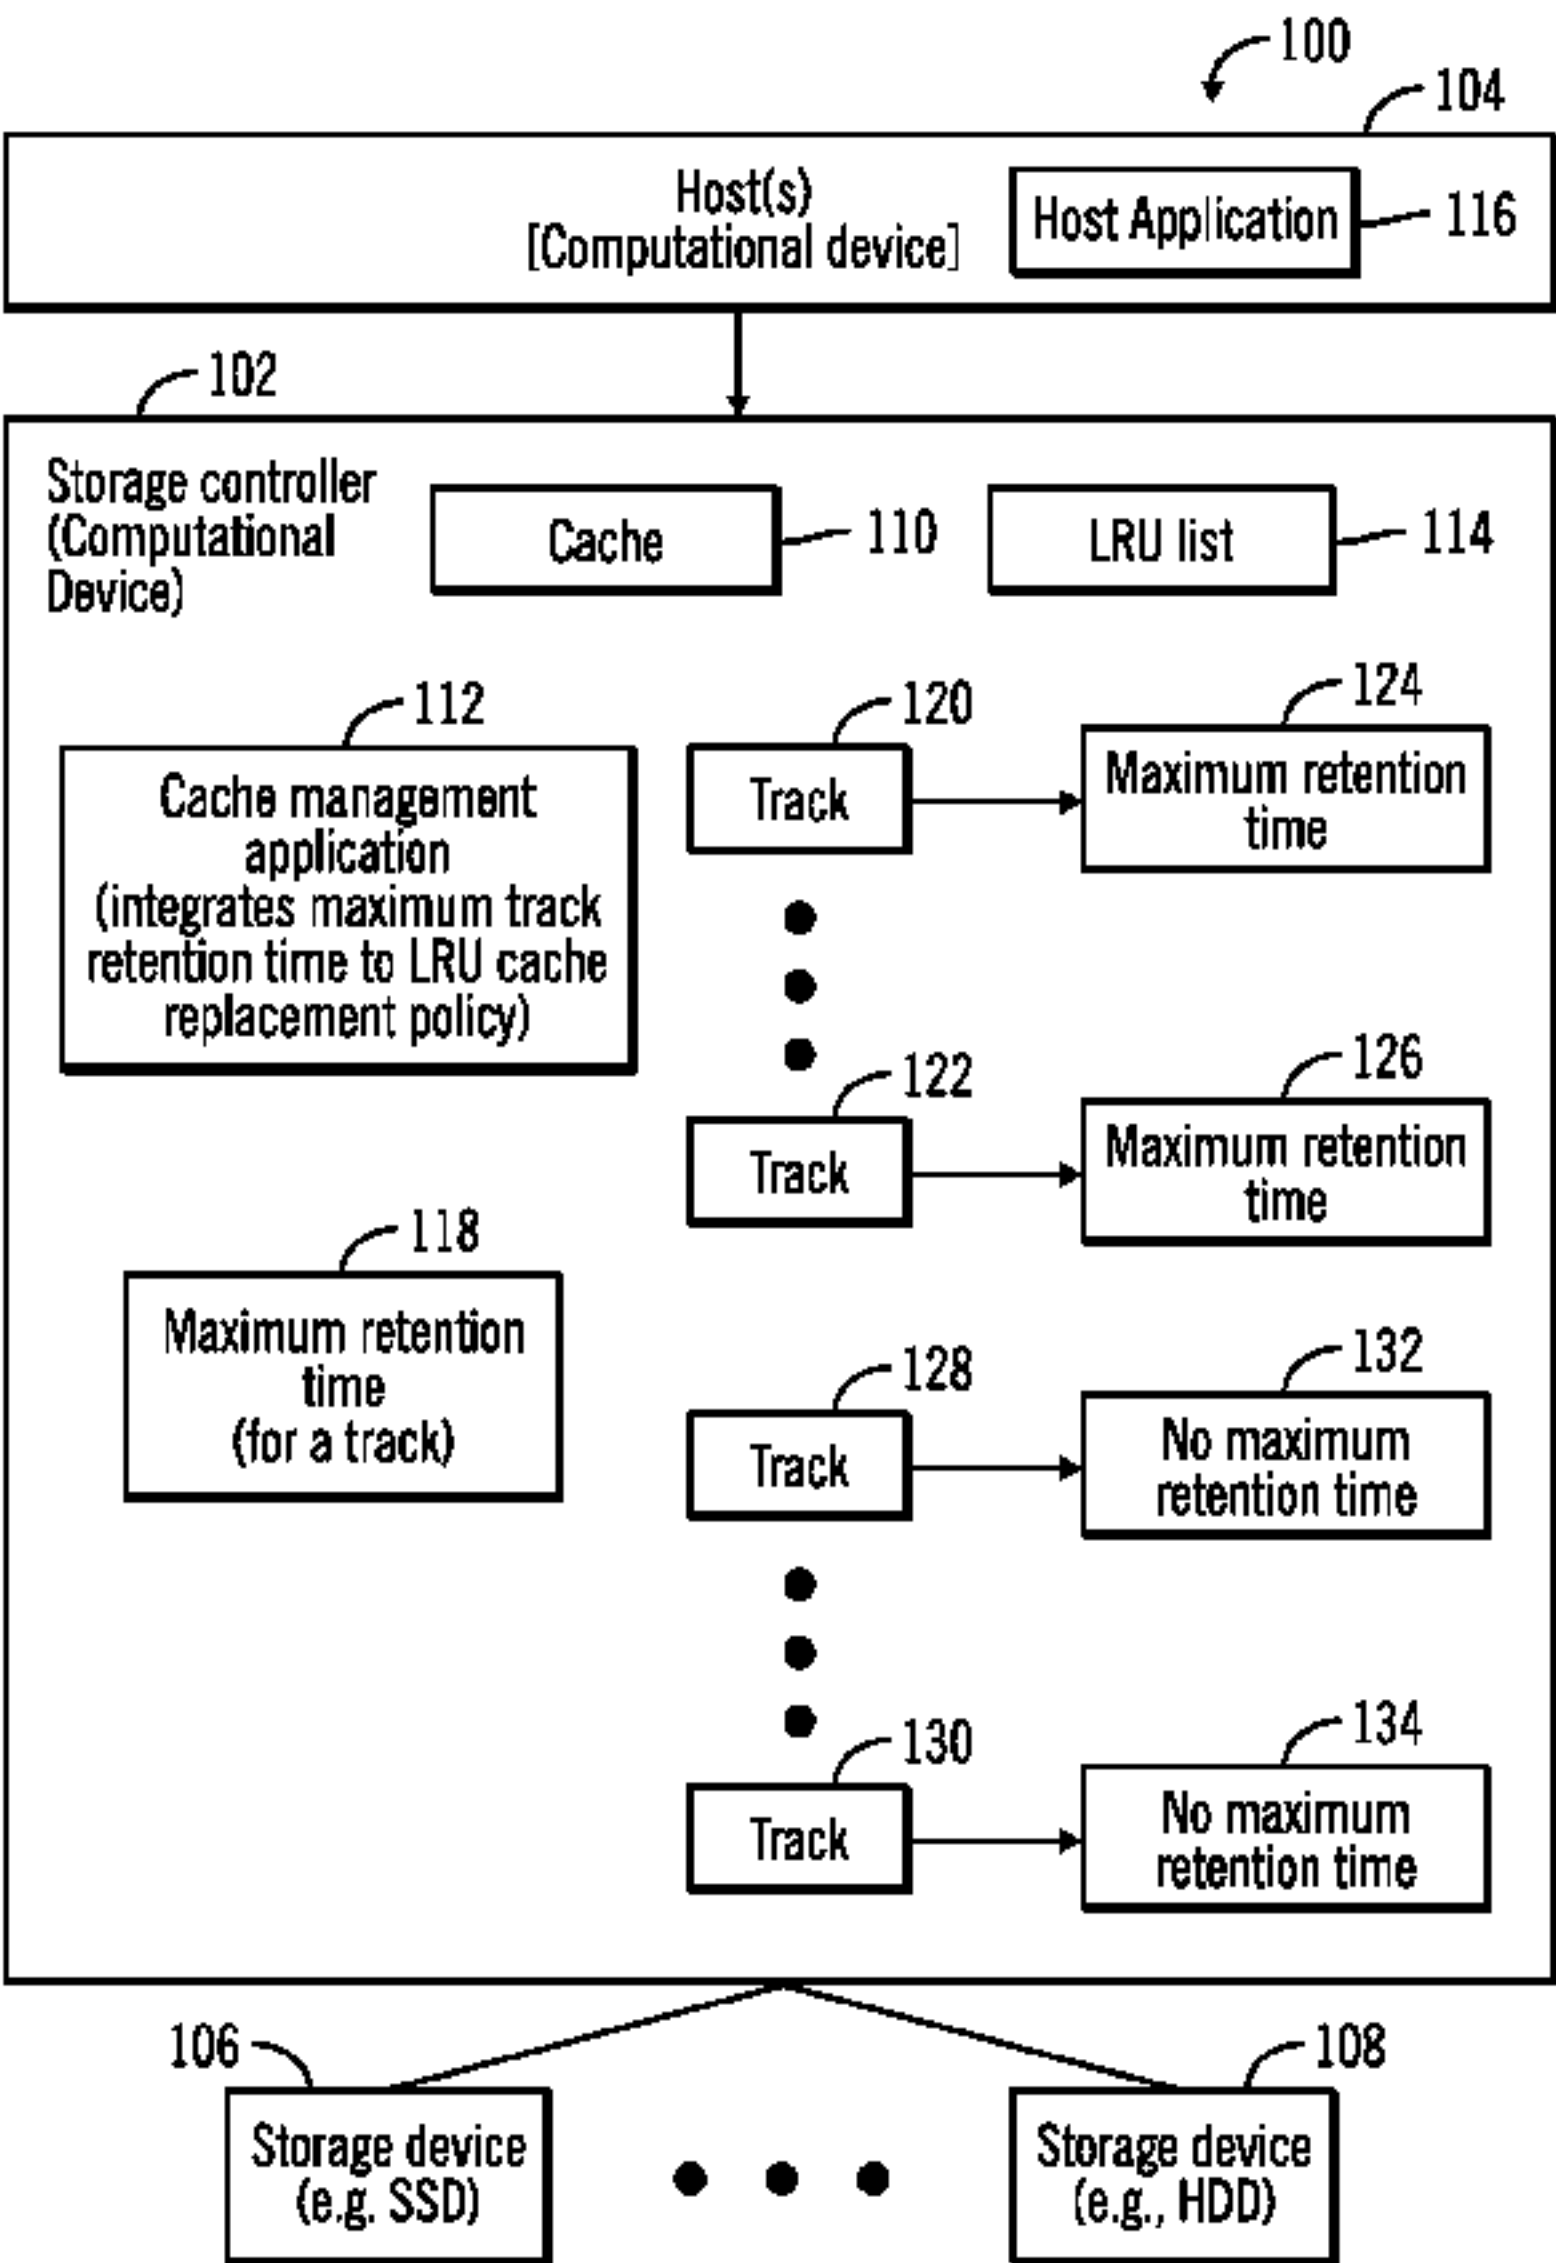 100
104
Host(s)
[Computational device]
Host Application
116
102
Storage controller
(Computational
Device)
Cache
110
LRU list
114
112
Cache management
application
(integrates maximum track
retention time to LRU cache
replacement policy)
120
Track
124
Maximum retention
time
122
Track
126
Maximum retention
time
118
Maximum retention
time
(for a track)
128
Track
132
No maximum
retention time
130
Track
134
No maximum
retention time
106
Storage device
(e.g. SSD)
108
Storage device
(e.g., HDD)